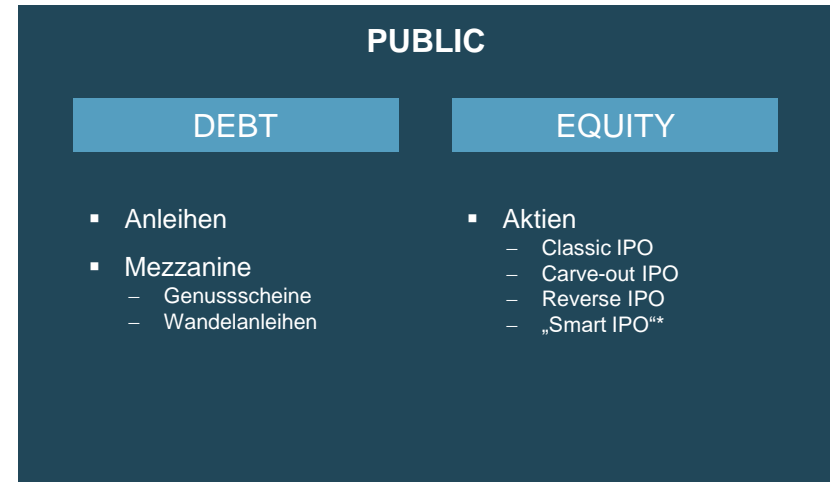 PUBLIC
DEBT
▪ Anleihen
▪ Mezzanine
– Genussscheine
– Wandelanleihen
EQUITY
▪ Aktien
– Classic IPO
– Carve-out IPO
– Reverse IPO
– „Smart IPO“*